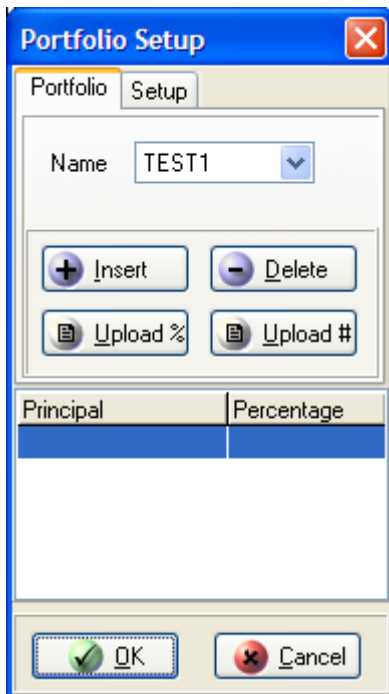 Portfolio Setup
Portfolio Setup
Name TEST1
Insert Delete
Upload % Upload #
Principal Percentage
OK Cancel